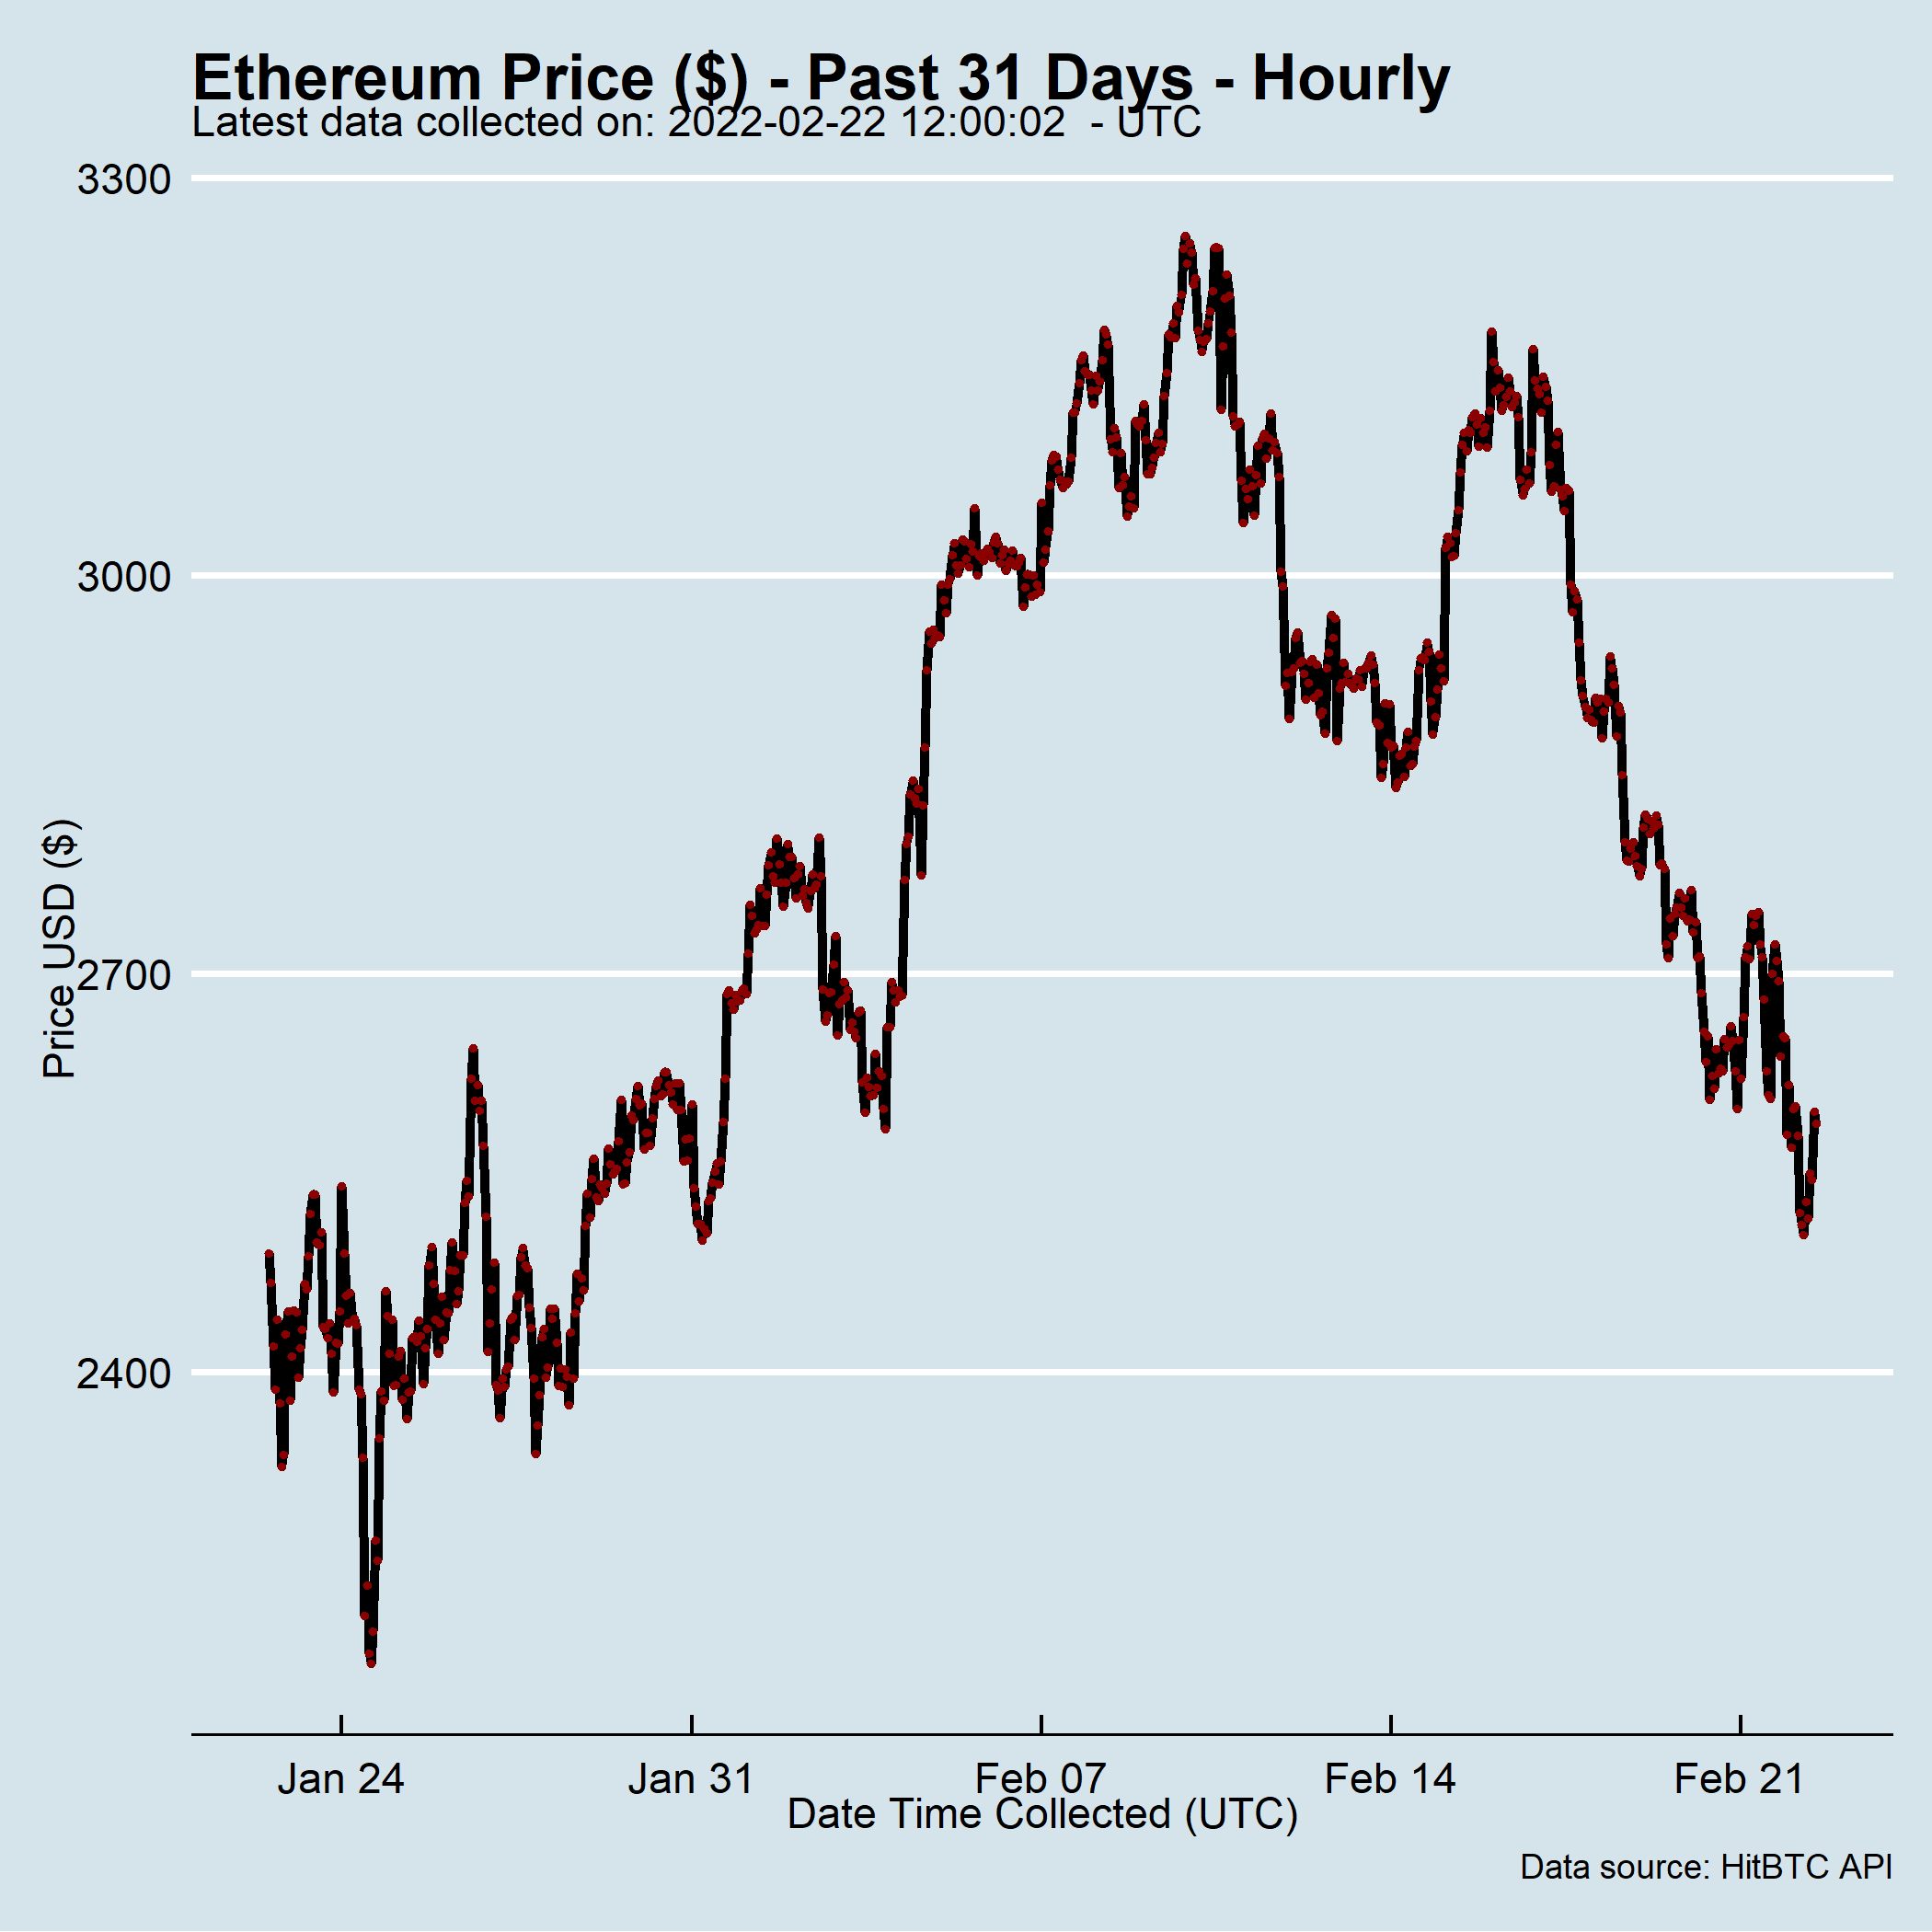 Ethereum Price ($) - Past 31 Days - Hourly
Latest data collected on: 2022-02-22 12:00:02  - UTC
3300
3000
2700
2400
Price USD ($)
Jan 24
Jan 31
Feb 07
Feb 14
Feb 21
Date Time Collected (UTC)
Data source: HitBTC API